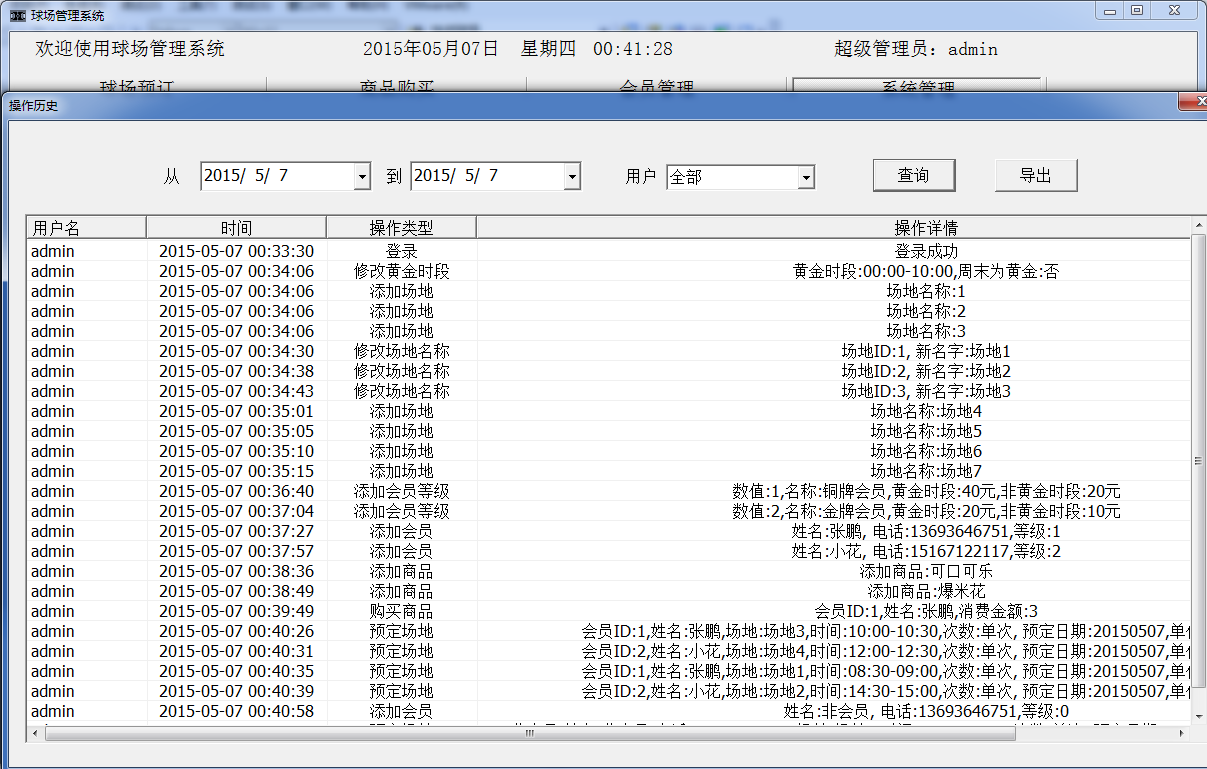 球场管理系统
欢迎使用球场管理系统 2015年05月07日 星期四 00:41:28 超级管理员：admin
球场预订 商品购买 会员管理 系统管理
操作历史
从 2015/ 5/ 7 到 2015/ 5/ 7 用户 全部 查询 导出
用户名 时间 操作类型 操作详情
admin 2015-05-07 00:33:30 登录 登录成功
admin 2015-05-07 00:34:06 修改黄金时段 黄金时段:00:00-10:00,周末为黄金:否
admin 2015-05-07 00:34:06 添加场地 场地名称:1
admin 2015-05-07 00:34:06 添加场地 场地名称:2
admin 2015-05-07 00:34:06 添加场地 场地名称:3
admin 2015-05-07 00:34:30 修改场地名称 场地ID:1, 新名字:场地1
admin 2015-05-07 00:34:38 修改场地名称 场地ID:2, 新名字:场地2
admin 2015-05-07 00:34:43 修改场地名称 场地ID:3, 新名字:场地3
admin 2015-05-07 00:35:01 添加场地 场地名称:场地4
admin 2015-05-07 00:35:05 添加场地 场地名称:场地5
admin 2015-05-07 00:35:10 添加场地 场地名称:场地6
admin 2015-05-07 00:35:15 添加场地 场地名称:场地7
admin 2015-05-07 00:36:40 添加会员等级 数值:1,名称:铜牌会员,黄金时段:40元,非黄金时段:20元
admin 2015-05-07 00:37:04 添加会员等级 数值:2,名称:金牌会员,黄金时段:20元,非黄金时段:10元
admin 2015-05-07 00:37:27 添加会员 姓名:张鹏, 电话:13693646751,等级:1
admin 2015-05-07 00:37:57 添加会员 姓名:小花, 电话:15167122117,等级:2
admin 2015-05-07 00:38:36 添加商品 添加商品:可口可乐
admin 2015-05-07 00:38:49 添加商品 添加商品:爆米花
admin 2015-05-07 00:39:49 购买商品 会员ID:1,姓名:张鹏,消费金额:3
admin 2015-05-07 00:40:26 预定场地 会员ID:1,姓名:张鹏,场地:场地3,时间:10:00-10:30,次数:单次, 预定日期:20150507,单
admin 2015-05-07 00:40:31 预定场地 会员ID:2,姓名:小花,场地:场地4,时间:12:00-12:30,次数:单次, 预定日期:20150507,单
admin 2015-05-07 00:40:35 预定场地 会员ID:1,姓名:张鹏,场地:场地1,时间:08:30-09:00,次数:单次, 预定日期:20150507,单
admin 2015-05-07 00:40:39 预定场地 会员ID:2,姓名:小花,场地:场地2,时间:14:30-15:00,次数:单次, 预定日期:20150507,单
admin 2015-05-07 00:40:58 添加会员 姓名:非会员, 电话:13693646751,等级:0